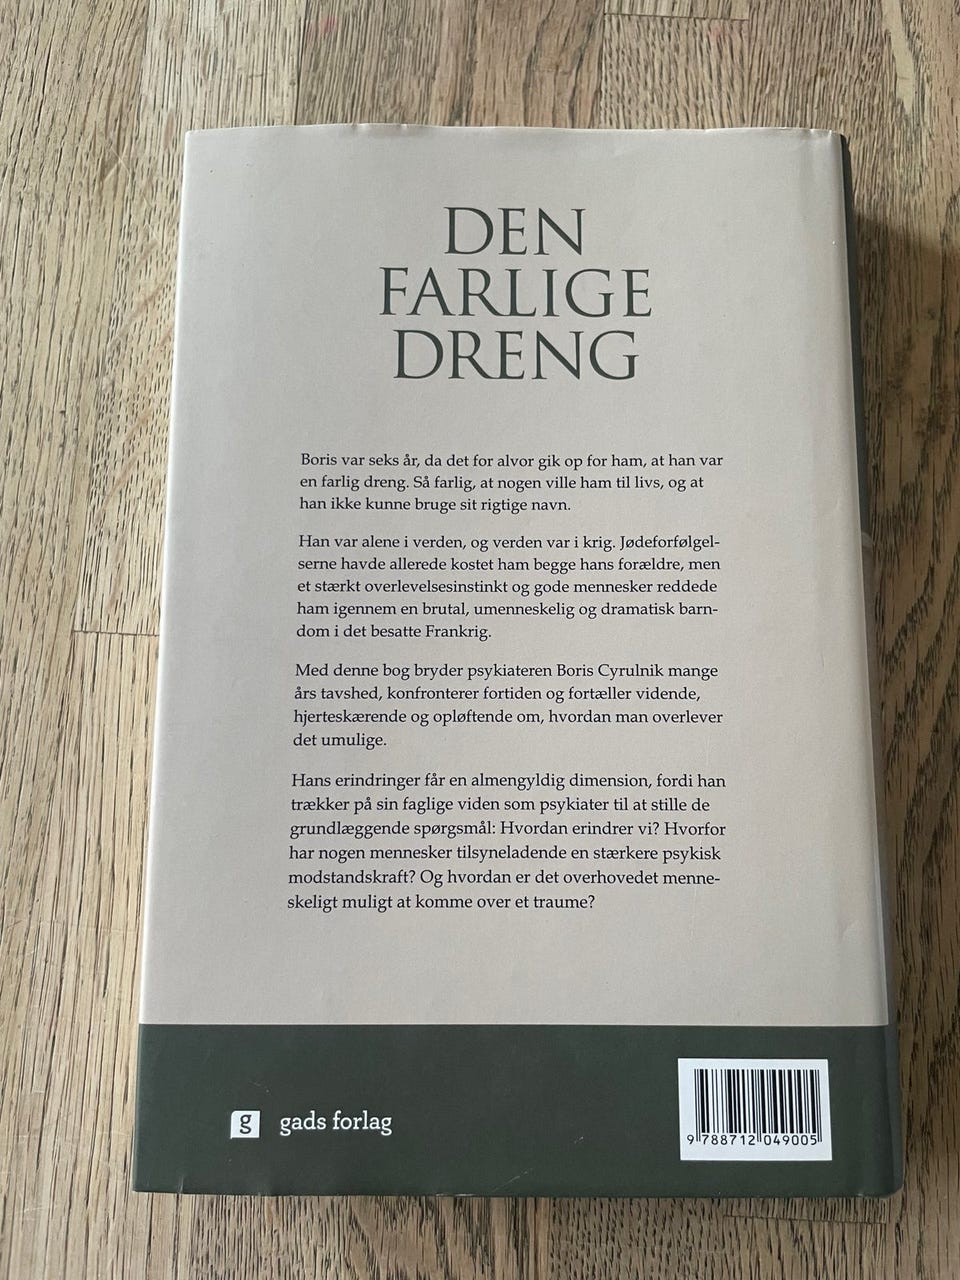 DEN
FARLIGE
DRENG
Boris var seks år, da det for alvor gik op for ham, at han var
en farlig dreng. Så farlig, at nogen ville ham til livs, og at
han ikke kunne bruge sit rigtige navn.
Han var alene i verden, og verden var i krig. Jødeforfølgel-
serne havde allerede kostet ham begge hans forældre, men
et stærkt overlevelsesinstinkt og gode mennesker reddede
ham igennem en brutal, umenneskelig og dramatisk barn-
dom i det besatte Frankrig.
Med denne bog bryder psykiateren Boris Cyrulnik mange
års tavshed, konfronterer fortiden og fortæller vidende,
hjerteskærende og opløftende om, hvordan man overlever
det umulige.
Hans erindringer får en almengyldig dimension, fordi han
trækker på sin faglige viden som psykiater til at stille de
grundlæggende spørgsmål: Hvordan erindrer vi? Hvorfor
har nogen mennesker tilsyneladende en stærkere psykisk
modstandskraft? Og hvordan er det overhovedet menne-
skeligt muligt at komme over et traume?
g gads forlag
9 788712 049005